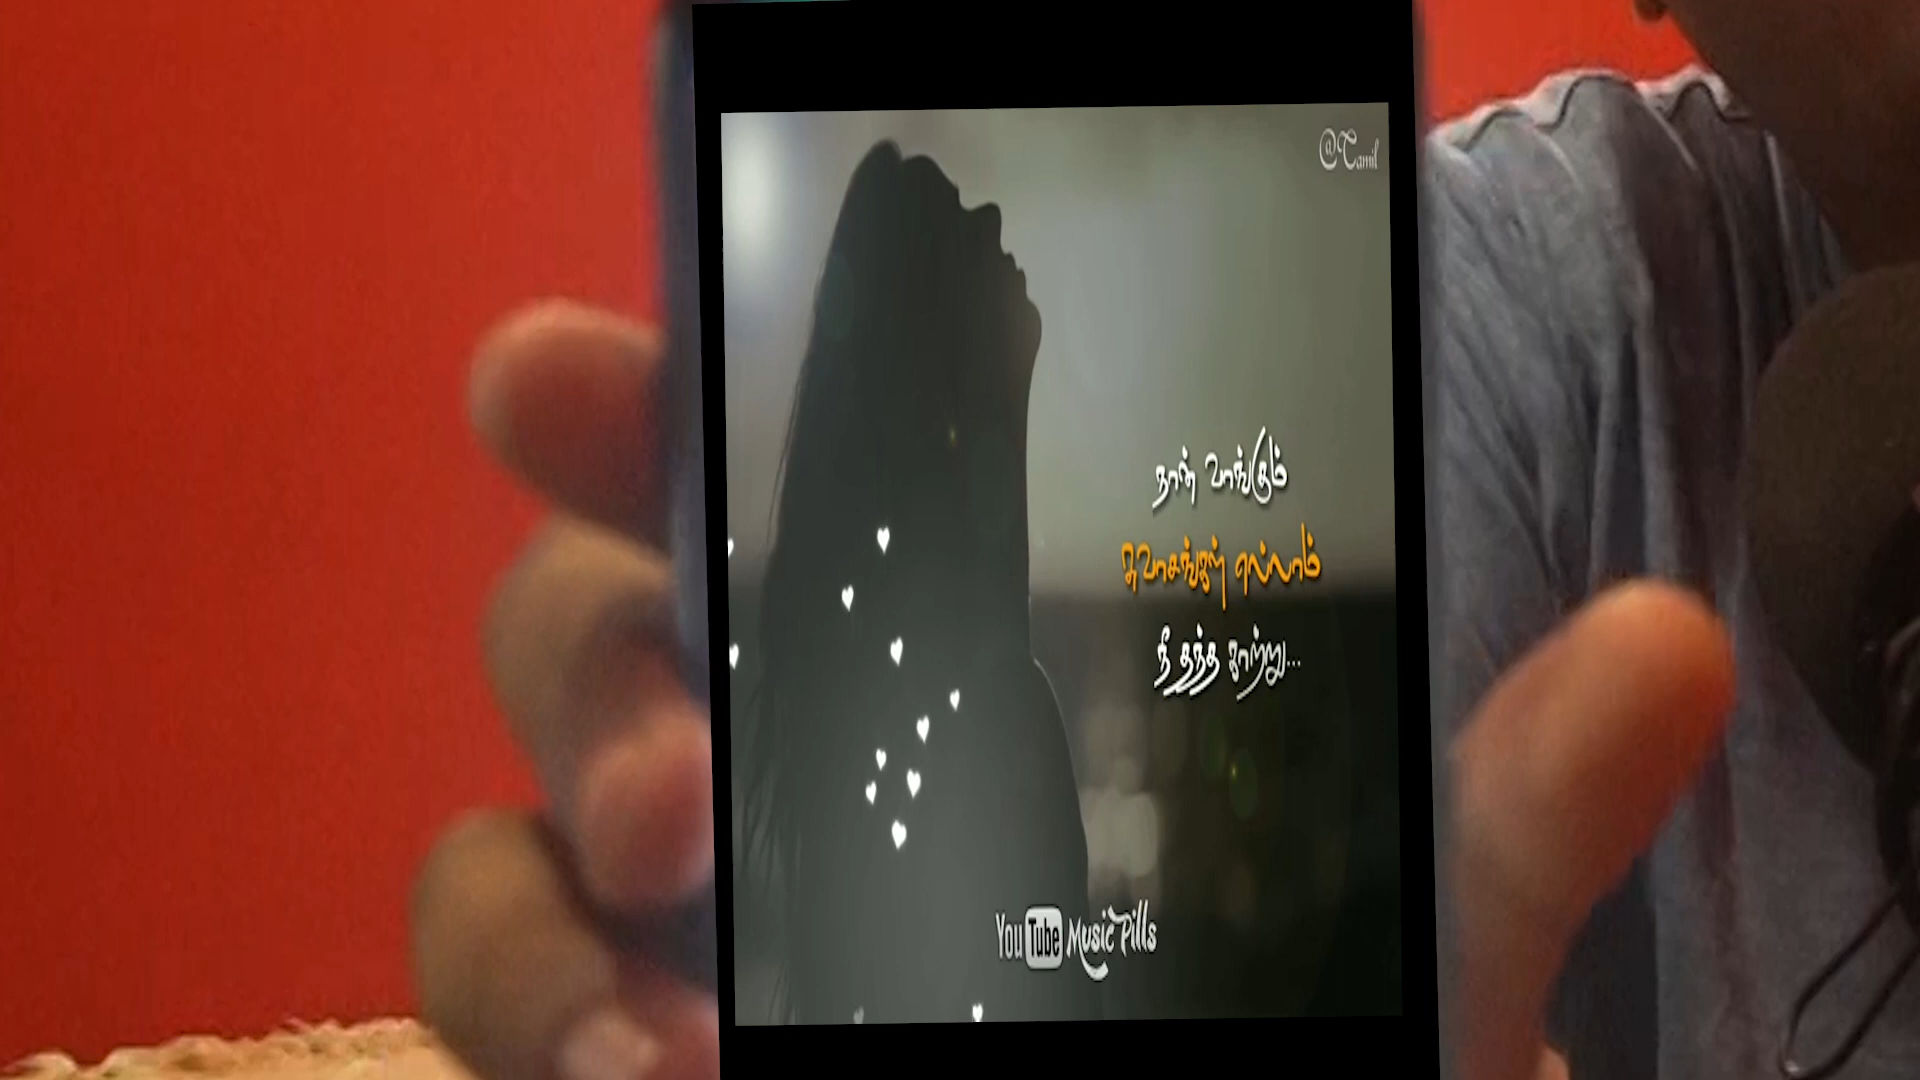 @Tamil
நான் வாங்கும்
சுவாசங்கள் எல்லாம்
நீ தந்த காற்று...
YouTube Music Pills